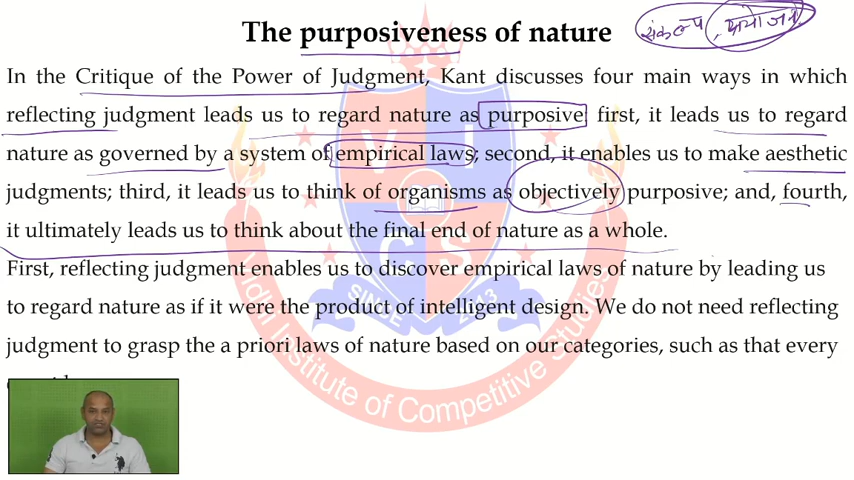 The purposiveness of nature
संकल्प, प्रयोजन
In the Critique of the Power of Judgment, Kant discusses four main ways in which
reflecting judgment leads us to regard nature as purposive: first, it leads us to regard
nature as governed by a system of empirical laws; second, it enables us to make aesthetic
judgments; third, it leads us to think of organisms as objectively purposive; and, fourth,
it ultimately leads us to think about the final end of nature as a whole.
First, reflecting judgment enables us to discover empirical laws of nature by leading us
to regard nature as if it were the product of intelligent design. We do not need reflecting
judgment to grasp the a priori laws of nature based on our categories, such as that every
VICS
SINCE 2013
Vidhi Institute of Competitive Studies